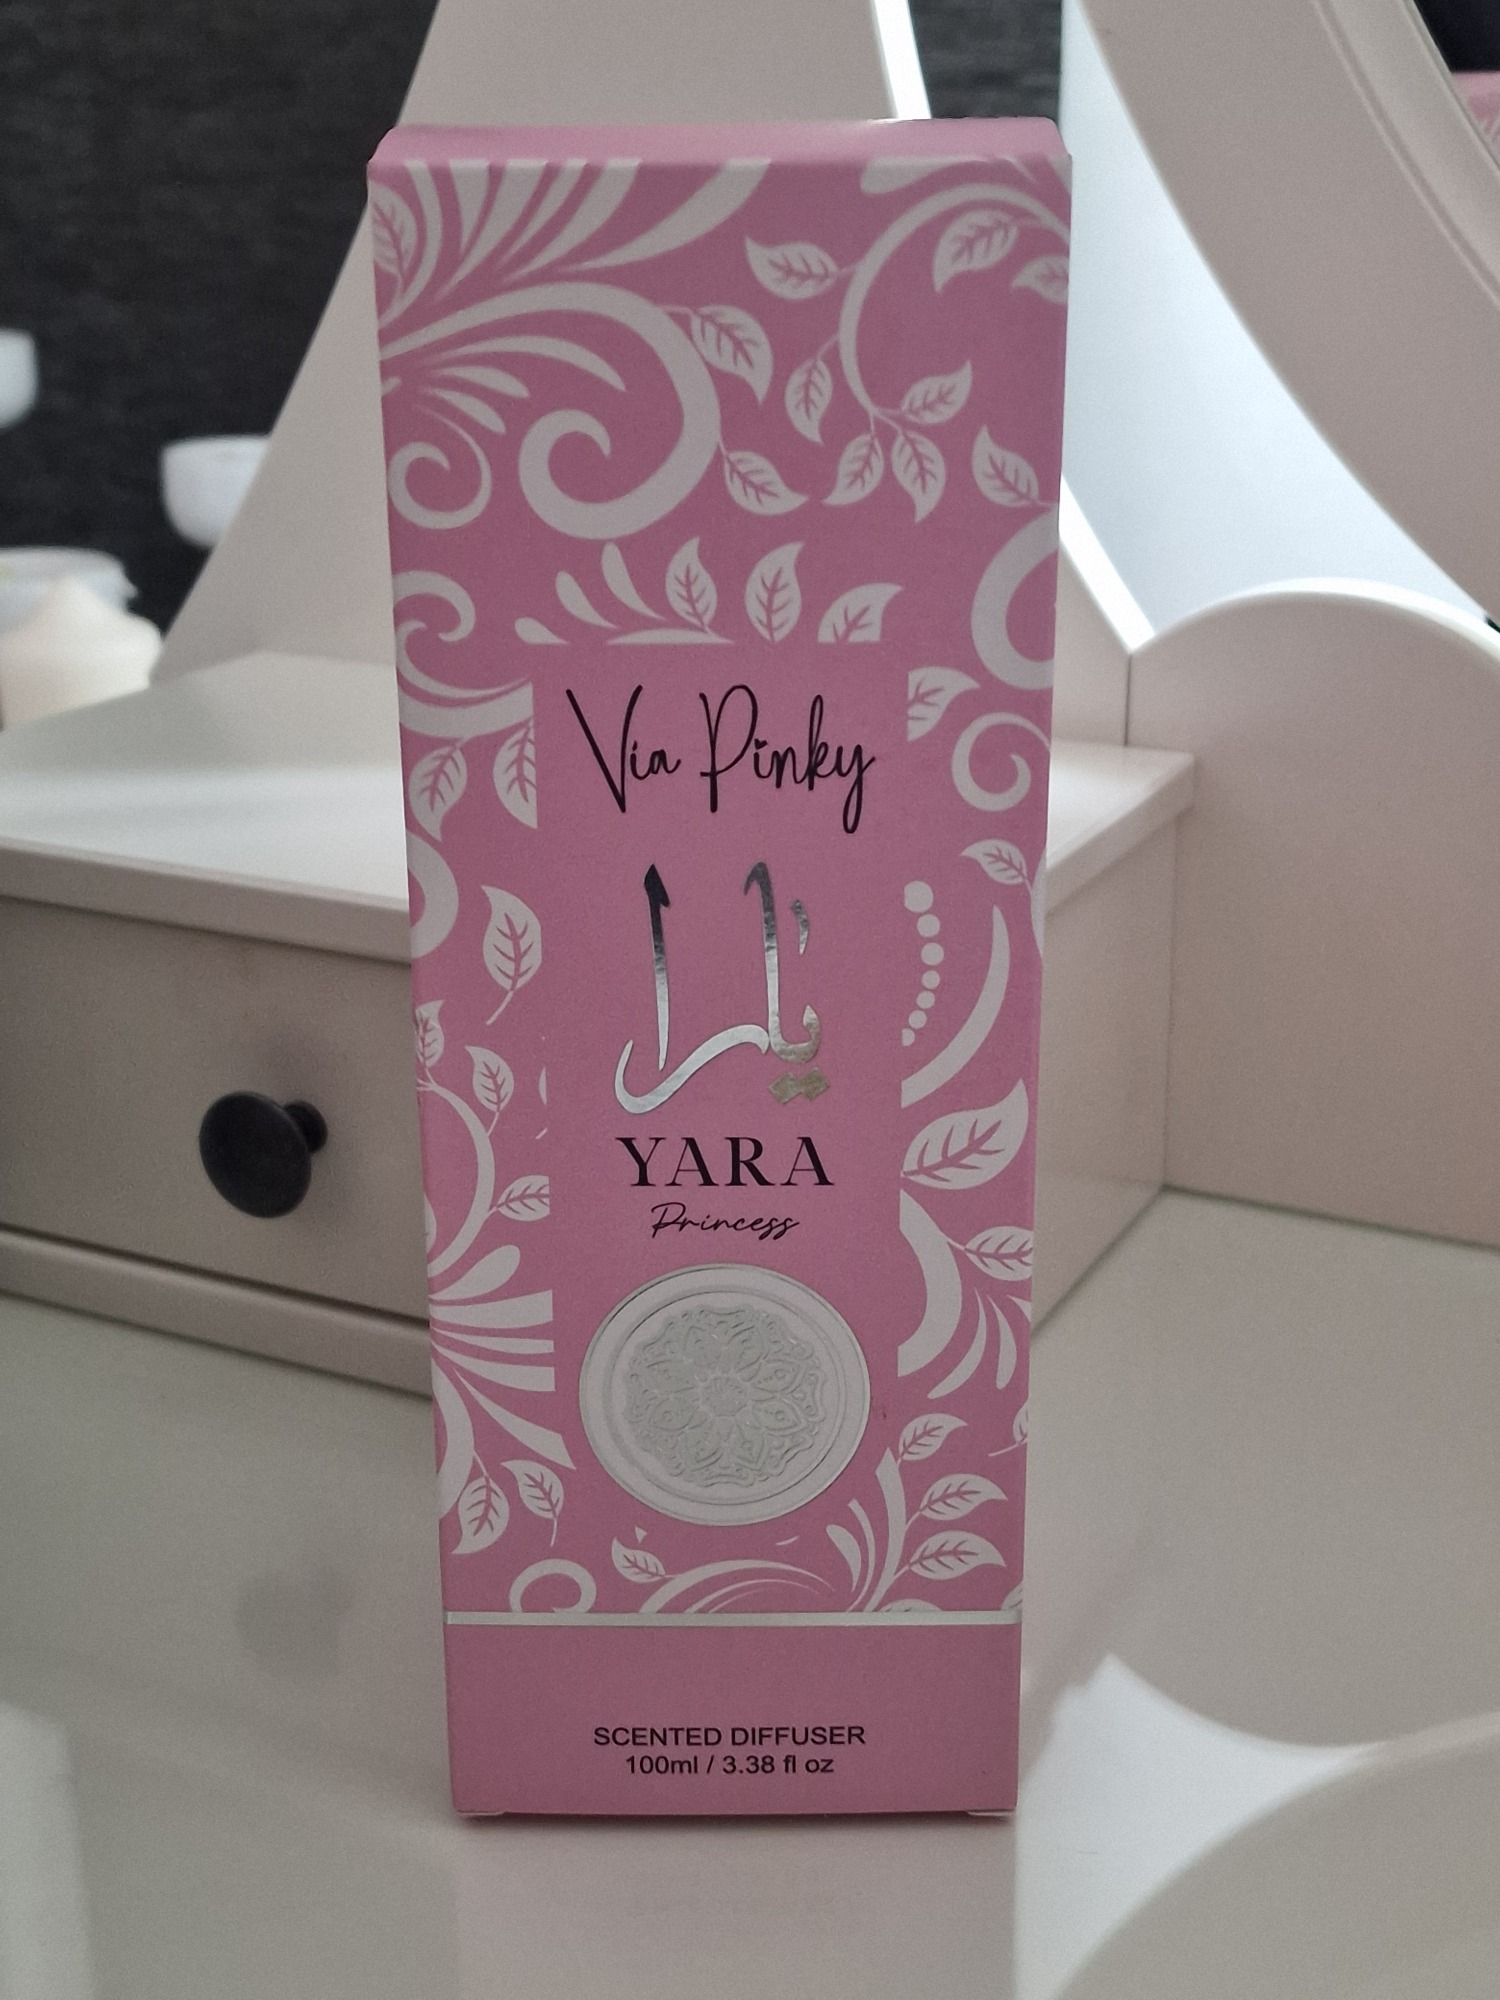 Via Pinky
يارا
YARA
Princess
SCENTED DIFFUSER
100ml / 3.38 fl oz